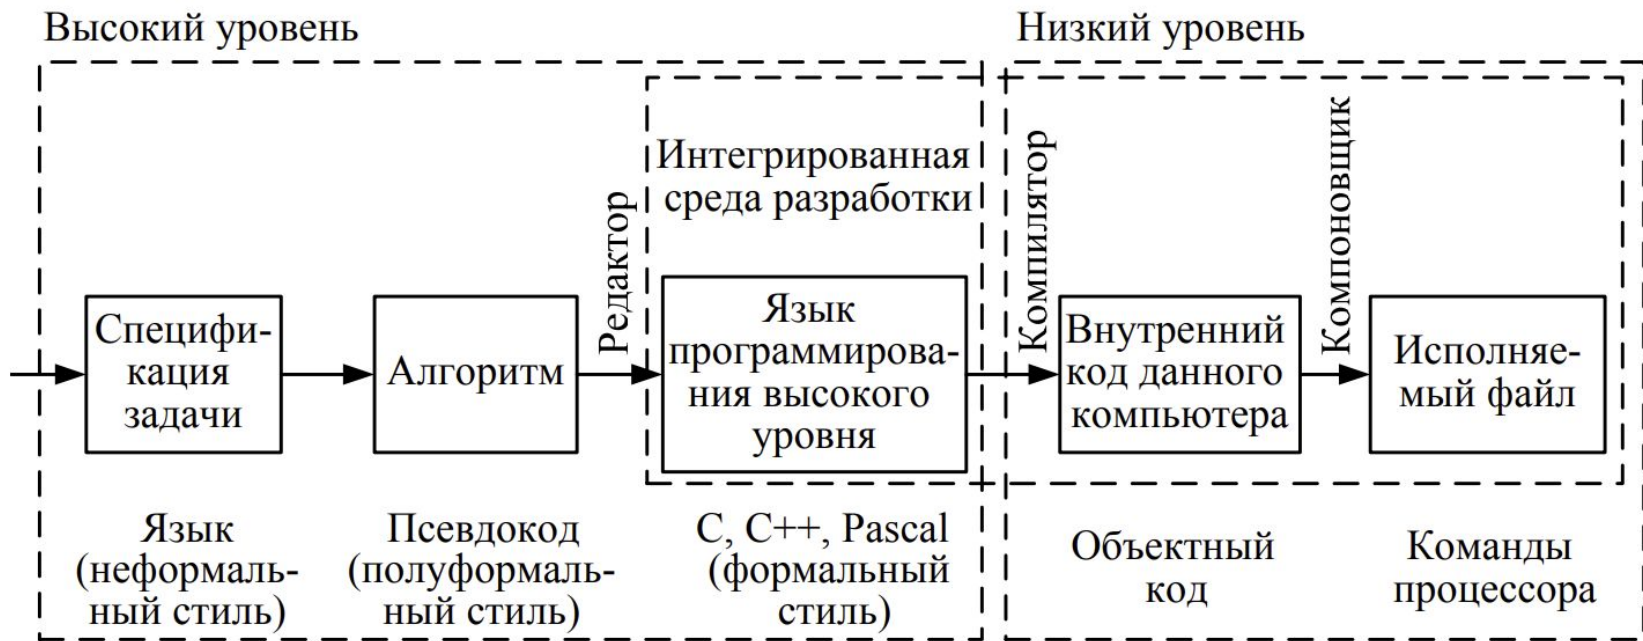 Высокий уровень
Низкий уровень
Интегрированная
среда разработки
Редактор
Компилятор
Компоновщик
Специфи-
кация
задачи
Алгоритм
Язык
программирова-
ния высокого
уровня
Внутренний
код данного
компьютера
Исполняе-
мый файл
Язык
(неформаль-
ный стиль)
Псевдокод
(полуформаль-
ный стиль)
C, C++, Pascal
(формальный
стиль)
Объектный
код
Команды
процессора